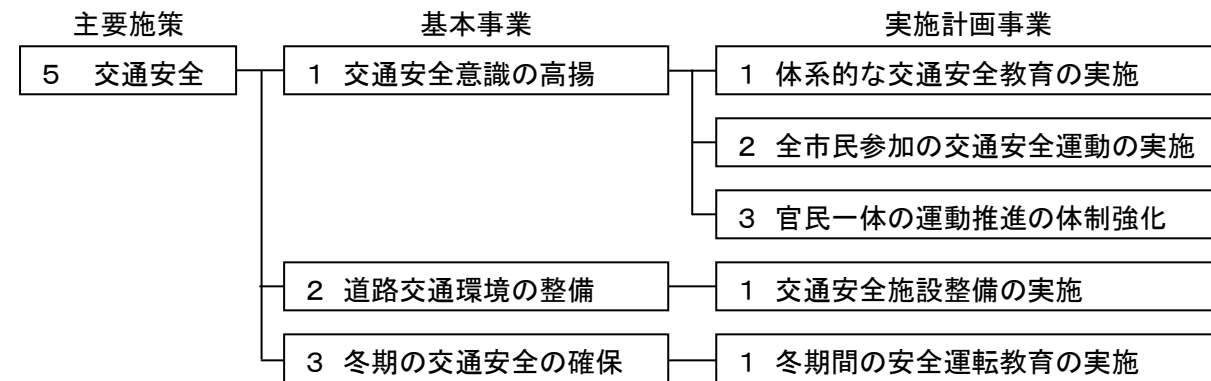 主要施策 基本事業 実施計画事業
5 交通安全 1 交通安全意識の高揚 1 体系的な交通安全教育の実施
2 全市民参加の交通安全運動の実施
3 官民一体の運動推進の体制強化
2 道路交通環境の整備 1 交通安全施設整備の実施
3 冬期の交通安全の確保 1 冬期間の安全運転教育の実施